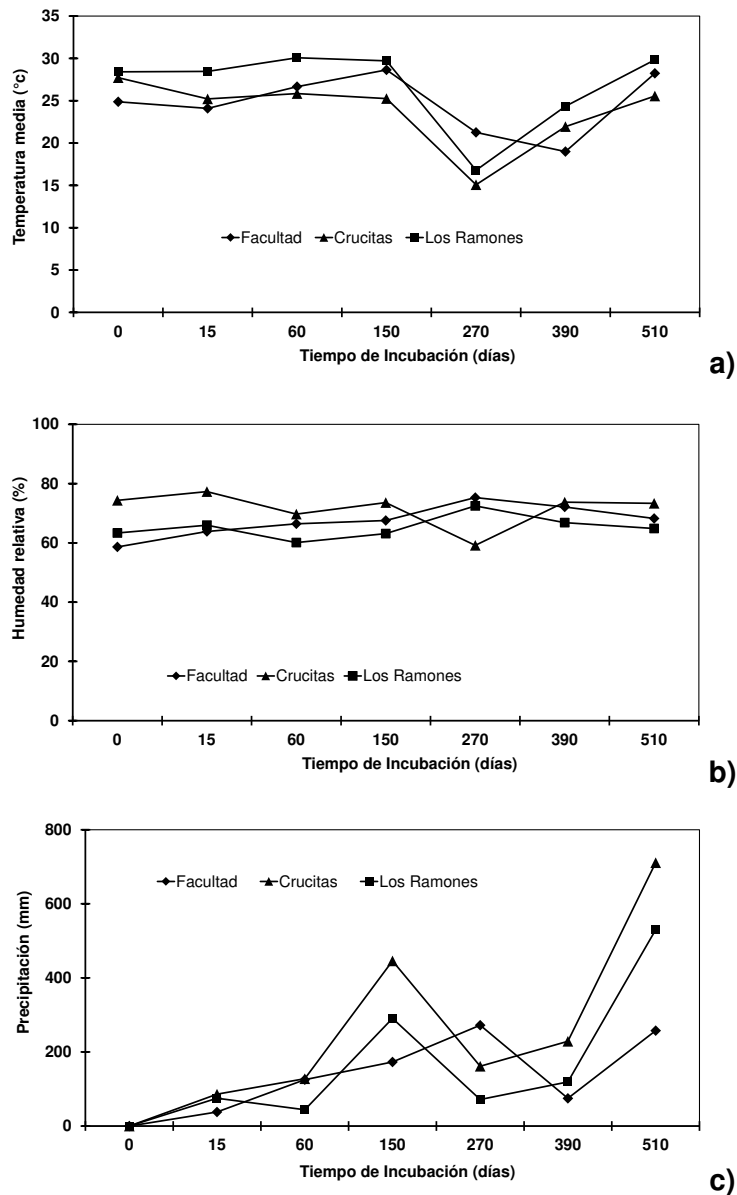 35
30
25
20
15
10
5
0
Temperatura media (°c)
Facultad Crucitas Los Ramones
0 15 60 150 270 390 510
Tiempo de Incubación (días)
a)
100
80
60
40
20
0
Humedad relativa (%)
Facultad Crucitas Los Ramones
0 15 60 150 270 390 510
Tiempo de Incubación (días)
b)
800
600
400
200
0
Precipitación (mm)
Facultad Crucitas Los Ramones
0 15 60 150 270 390 510
Tiempo de Incubación (días)
c)